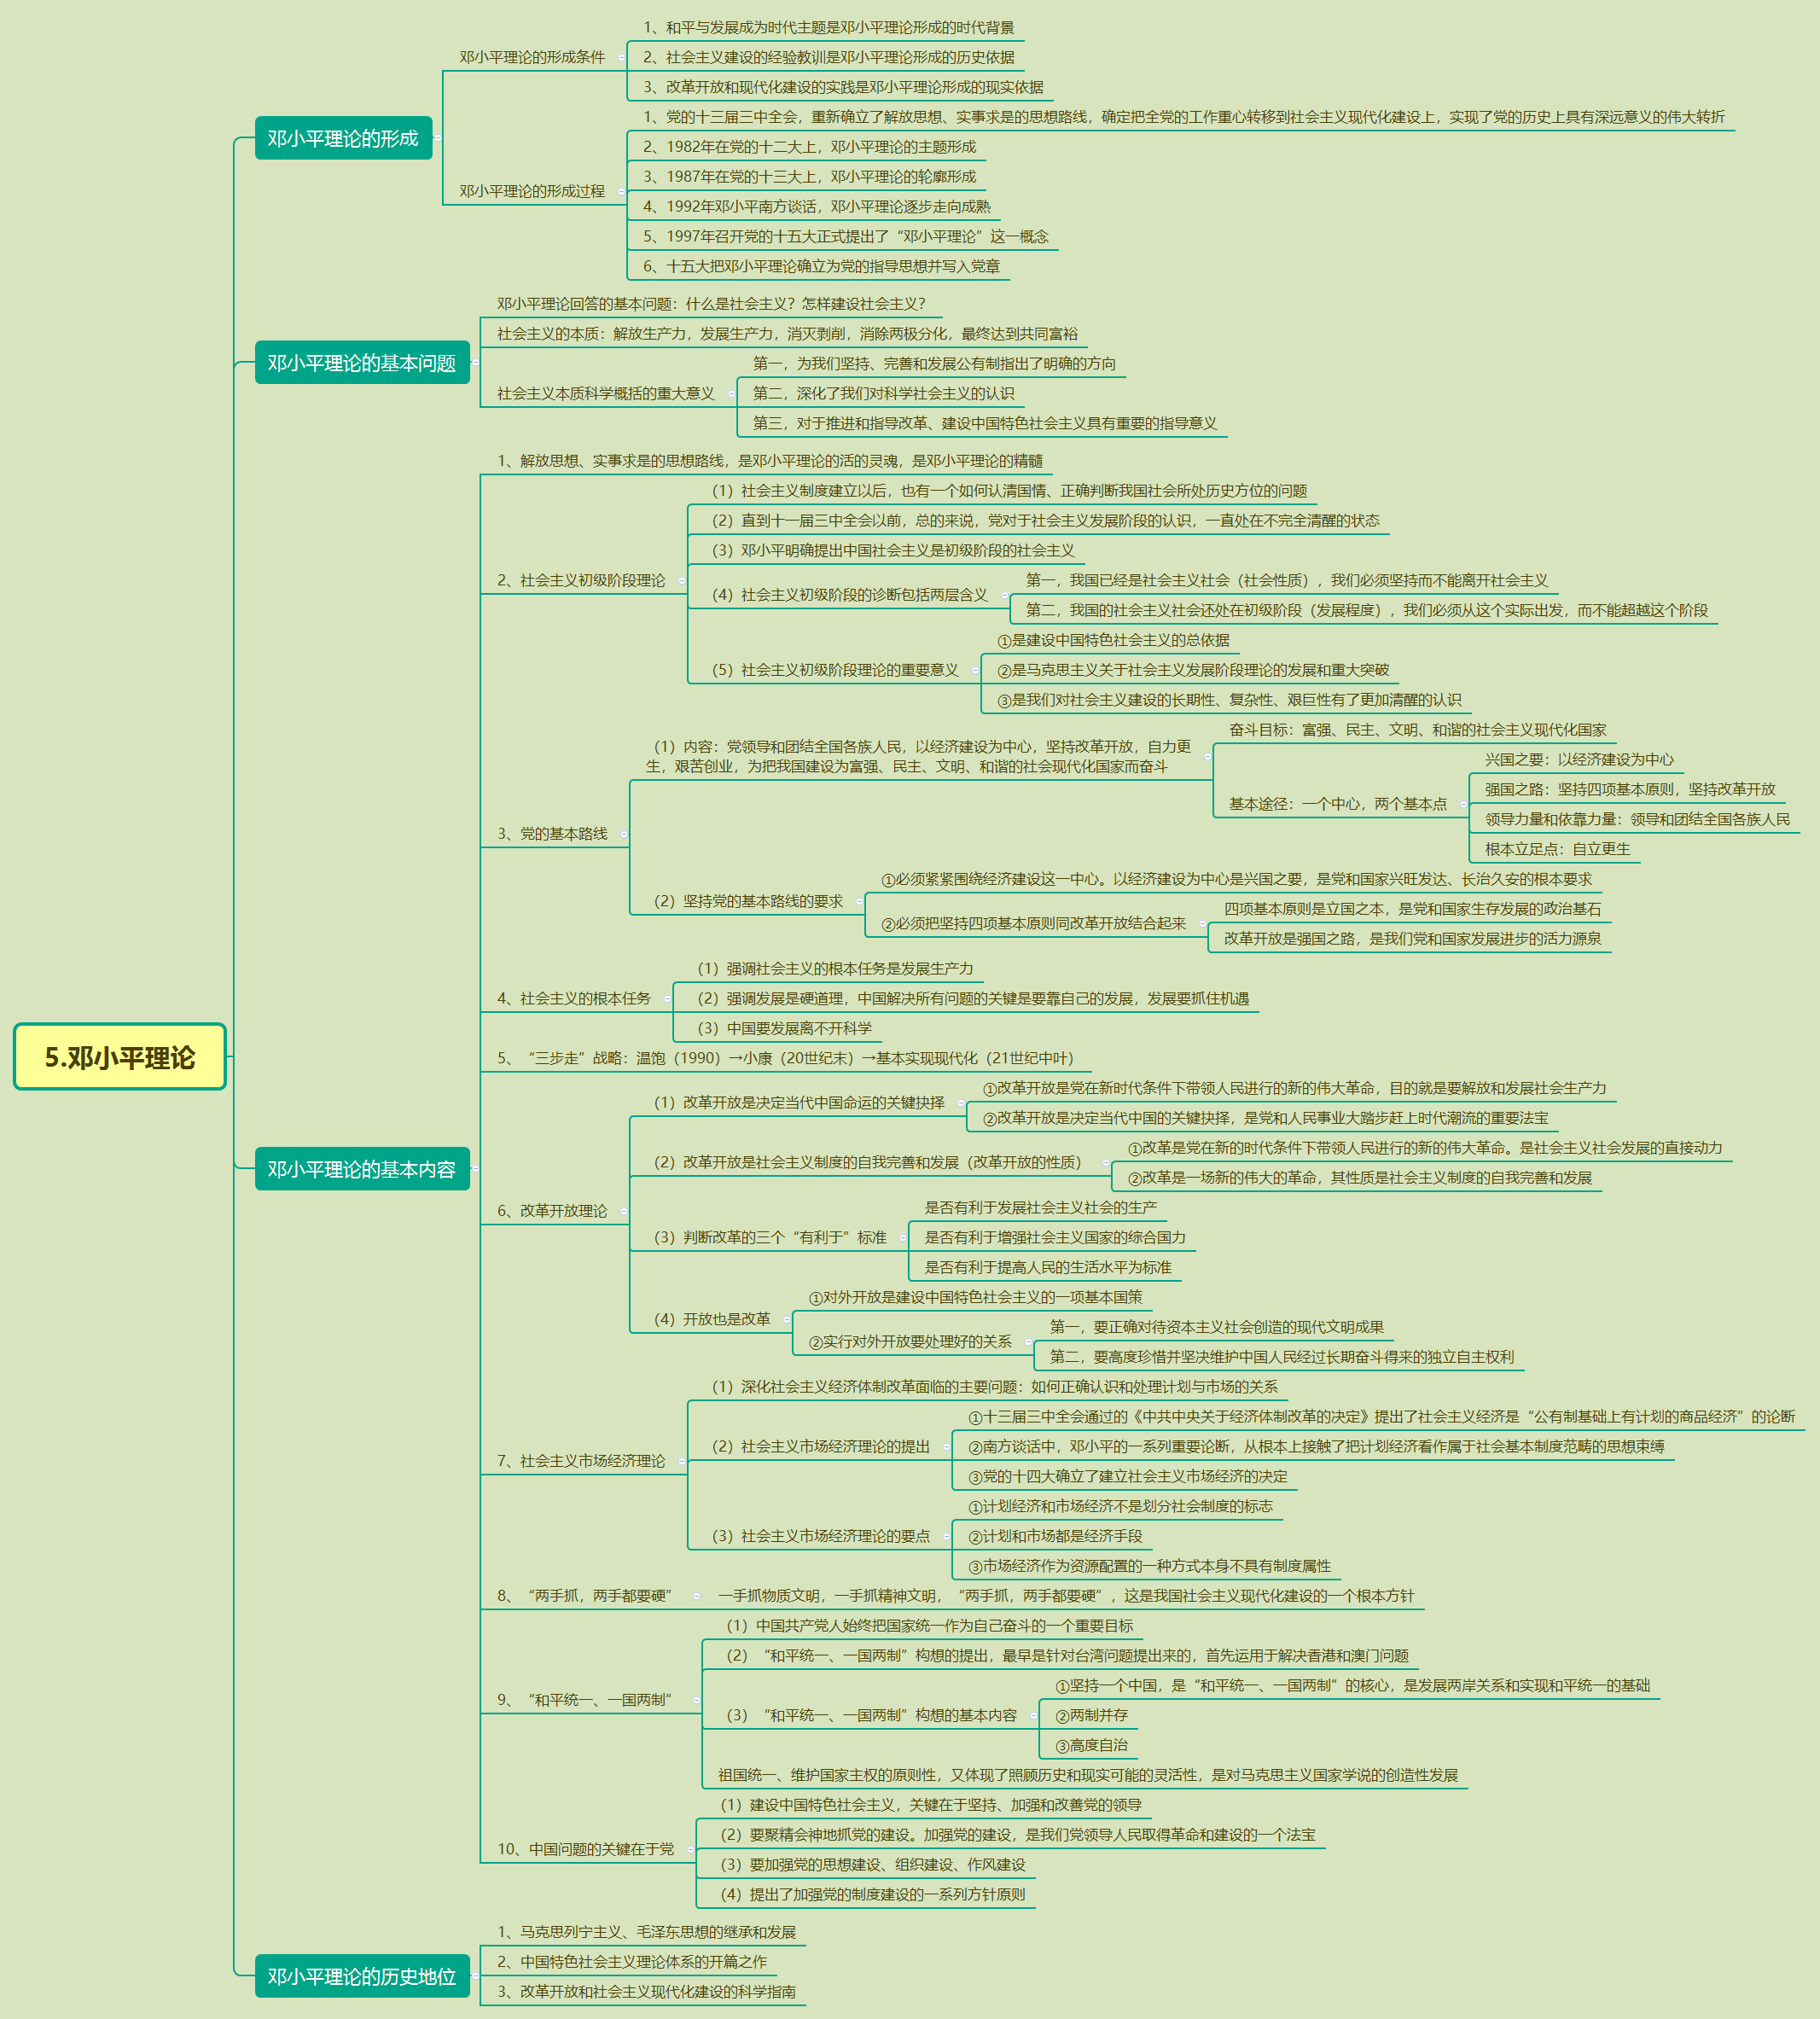 5.邓小平理论
邓小平理论的形成
邓小平理论的形成条件
1、和平与发展成为时代主题是邓小平理论形成的时代背景
2、社会主义建设的经验教训是邓小平理论形成的历史依据
3、改革开放和现代化建设的实践是邓小平理论形成的现实依据
邓小平理论的形成过程
1、党的十三届三中全会，重新确立了解放思想、实事求是的思想路线，确定把全党的工作重心转移到社会主义现代化建设上，实现了党的历史上具有深远意义的伟大转折
2、1982年在党的十二大上，邓小平理论的主题形成
3、1987年在党的十三大上，邓小平理论的轮廓形成
4、1992年邓小平南方谈话，邓小平理论逐步走向成熟
5、1997年召开党的十五大正式提出了“邓小平理论”这一概念
6、十五大把邓小平理论确立为党的指导思想并写入党章
邓小平理论的基本问题
邓小平理论回答的基本问题：什么是社会主义？怎样建设社会主义？
社会主义的本质：解放生产力，发展生产力，消灭剥削，消除两极分化，最终达到共同富裕
社会主义本质科学概括的重大意义
第一，为我们坚持、完善和发展公有制指出了明确的方向
第二，深化了我们对科学社会主义的认识
第三，对于推进和指导改革、建设中国特色社会主义具有重要的指导意义
邓小平理论的基本内容
1、解放思想、实事求是的思想路线，是邓小平理论的活的灵魂，是邓小平理论的精髓
2、社会主义初级阶段理论
（1）社会主义制度建立以后，也有一个如何认清国情、正确判断我国社会所处历史方位的问题
（2）直到十一届三中全会以前，总的来说，党对于社会主义发展阶段的认识，一直处在不完全清醒的状态
（3）邓小平明确提出中国社会主义是初级阶段的社会主义
（4）社会主义初级阶段的诊断包括两层含义
第一，我国已经是社会主义社会（社会性质），我们必须坚持而不能离开社会主义
第二，我国的社会主义社会还处在初级阶段（发展程度），我们必须从这个实际出发，而不能超越这个阶段
（5）社会主义初级阶段理论的重要意义
①是建设中国特色社会主义的总依据
②是马克思主义关于社会主义发展阶段理论的发展和重大突破
③是我们对社会主义建设的长期性、复杂性、艰巨性有了更加清醒的认识
3、党的基本路线
（1）内容：党领导和团结全国各族人民，以经济建设为中心，坚持改革开放，自力更
生，艰苦创业，为把我国建设为富强、民主、文明、和谐的社会现代化国家而奋斗
奋斗目标：富强、民主、文明、和谐的社会主义现代化国家
基本途径：一个中心，两个基本点
兴国之要：以经济建设为中心
强国之路：坚持四项基本原则，坚持改革开放
领导力量和依靠力量：领导和团结全国各族人民
根本立足点：自立更生
（2）坚持党的基本路线的要求
①必须紧紧围绕经济建设这一中心。以经济建设为中心是兴国之要，是党和国家兴旺发达、长治久安的根本要求
②必须把坚持四项基本原则同改革开放结合起来
四项基本原则是立国之本，是党和国家生存发展的政治基石
改革开放是强国之路，是我们党和国家发展进步的活力源泉
4、社会主义的根本任务
（1）强调社会主义的根本任务是发展生产力
（2）强调发展是硬道理，中国解决所有问题的关键是要靠自己的发展，发展要抓住机遇
（3）中国要发展离不开科学
5、“三步走”战略：温饱（1990）→小康（20世纪末）→基本实现现代化（21世纪中叶）
6、改革开放理论
（1）改革开放是决定当代中国命运的关键抉择
①改革开放是党在新时代条件下带领人民进行的新的伟大革命，目的就是要解放和发展社会生产力
②改革开放是决定当代中国的关键抉择，是党和人民事业大踏步赶上时代潮流的重要法宝
（2）改革开放是社会主义制度的自我完善和发展（改革开放的性质）
①改革是党在新的时代条件下带领人民进行的新的伟大革命。是社会主义社会发展的直接动力
②改革是一场新的伟大的革命，其性质是社会主义制度的自我完善和发展
（3）判断改革的三个“有利于”标准
是否有利于发展社会主义社会的生产
是否有利于增强社会主义国家的综合国力
是否有利于提高人民的生活水平为标准
（4）开放也是改革
①对外开放是建设中国特色社会主义的一项基本国策
②实行对外开放要处理好的关系
第一，要正确对待资本主义社会创造的现代文明成果
第二，要高度珍惜并坚决维护中国人民经过长期奋斗得来的独立自主权利
7、社会主义市场经济理论
（1）深化社会主义经济体制改革面临的主要问题：如何正确认识和处理计划与市场的关系
（2）社会主义市场经济理论的提出
①十三届三中全会通过的《中共中央关于经济体制改革的决定》提出了社会主义经济是“公有制基础上有计划的商品经济”的论断
②南方谈话中，邓小平的一系列重要论断，从根本上接触了把计划经济看作属于社会基本制度范畴的思想束缚
③党的十四大确立了建立社会主义市场经济的决定
（3）社会主义市场经济理论的要点
①计划经济和市场经济不是划分社会制度的标志
②计划和市场都是经济手段
③市场经济作为资源配置的一种方式本身不具有制度属性
8、“两手抓，两手都要硬”
一手抓物质文明，一手抓精神文明，“两手抓，两手都要硬”，这是我国社会主义现代化建设的一个根本方针
9、“和平统一、一国两制”
（1）中国共产党人始终把国家统一作为自己奋斗的一个重要目标
（2）“和平统一、一国两制”构想的提出，最早是针对台湾问题提出来的，首先运用于解决香港和澳门问题
（3）“和平统一、一国两制”构想的基本内容
①坚持一个中国，是“和平统一、一国两制”的核心，是发展两岸关系和实现和平统一的基础
②两制并存
③高度自治
祖国统一、维护国家主权的原则性，又体现了照顾历史和现实可能的灵活性，是对马克思主义国家学说的创造性发展
10、中国问题的关键在于党
（1）建设中国特色社会主义，关键在于坚持、加强和改善党的领导
（2）要聚精会神地抓党的建设。加强党的建设，是我们党领导人民取得革命和建设的一个法宝
（3）要加强党的思想建设、组织建设、作风建设
（4）提出了加强党的制度建设的一系列方针原则
邓小平理论的历史地位
1、马克思列宁主义、毛泽东思想的继承和发展
2、中国特色社会主义理论体系的开篇之作
3、改革开放和社会主义现代化建设的科学指南